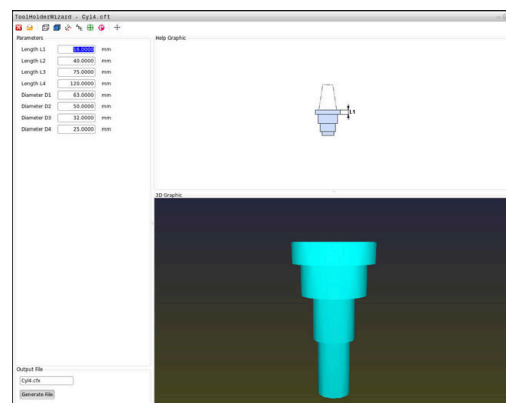 ToolHolderWizard - Cyl4.cft
Parameters
Length L1 mm
Length L2 40.0000 mm
Length L3 75.0000 mm
Length L4 120.0000 mm
Diameter D1 63.0000 mm
Diameter D2 50.0000 mm
Diameter D3 32.0000 mm
Diameter D4 25.0000 mm
Output File
Cyl4.cfx
Generate File
Help Graphic
L1
3D Graphic